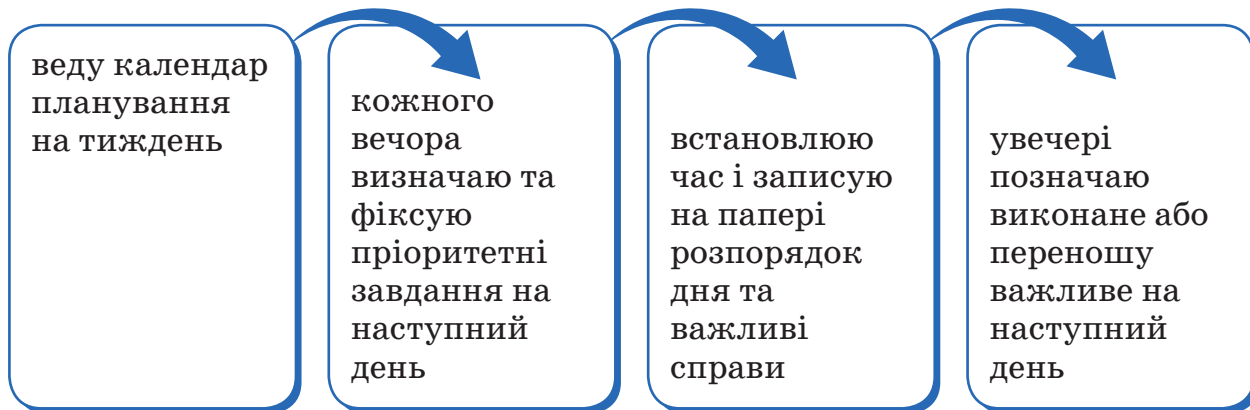 веду календар
планування
на тиждень
кожного
вечора
визначаю та
фіксую
пріоритетні
завдання на
наступний
день
встановлюю
час і записую
на папері
розпорядок
дня та
важливі
справи
увечері
позначаю
виконане або
переношу
важливе на
наступний
день